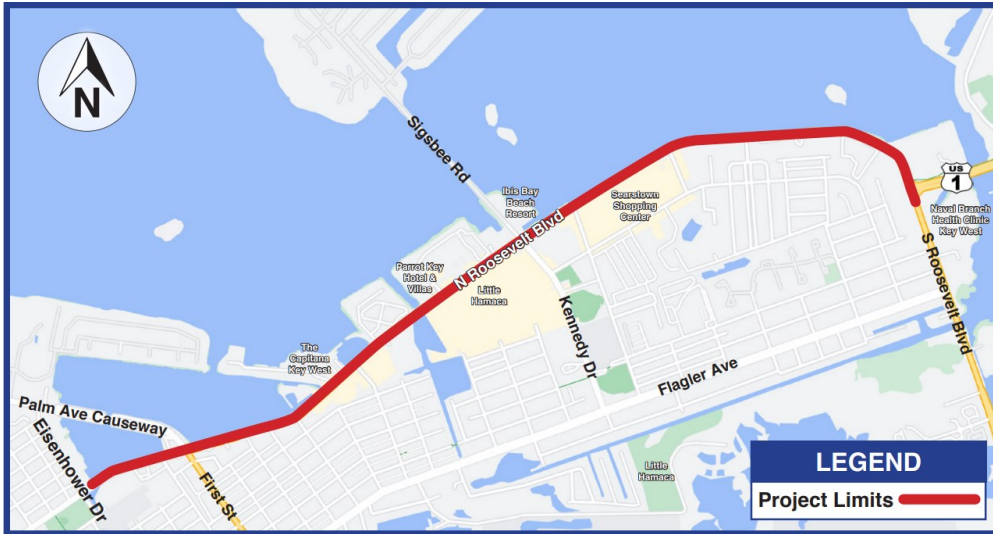 N
Sigsbee Rd
Ibis Bay
Beach
Resort
Searstown
Shopping
Center
US
1
Naval Branch
Health Clinic
Key West
N Roosevelt Blvd
S Roosevelt Blvd
Parrot Key
Hotel &
Villas
Little
Hamaca
Kennedy Dr
The
Capitana
Key West
Flagler Ave
Palm Ave Causeway
Eisenhower Dr
First St
Little
Hamaca
LEGEND
Project Limits